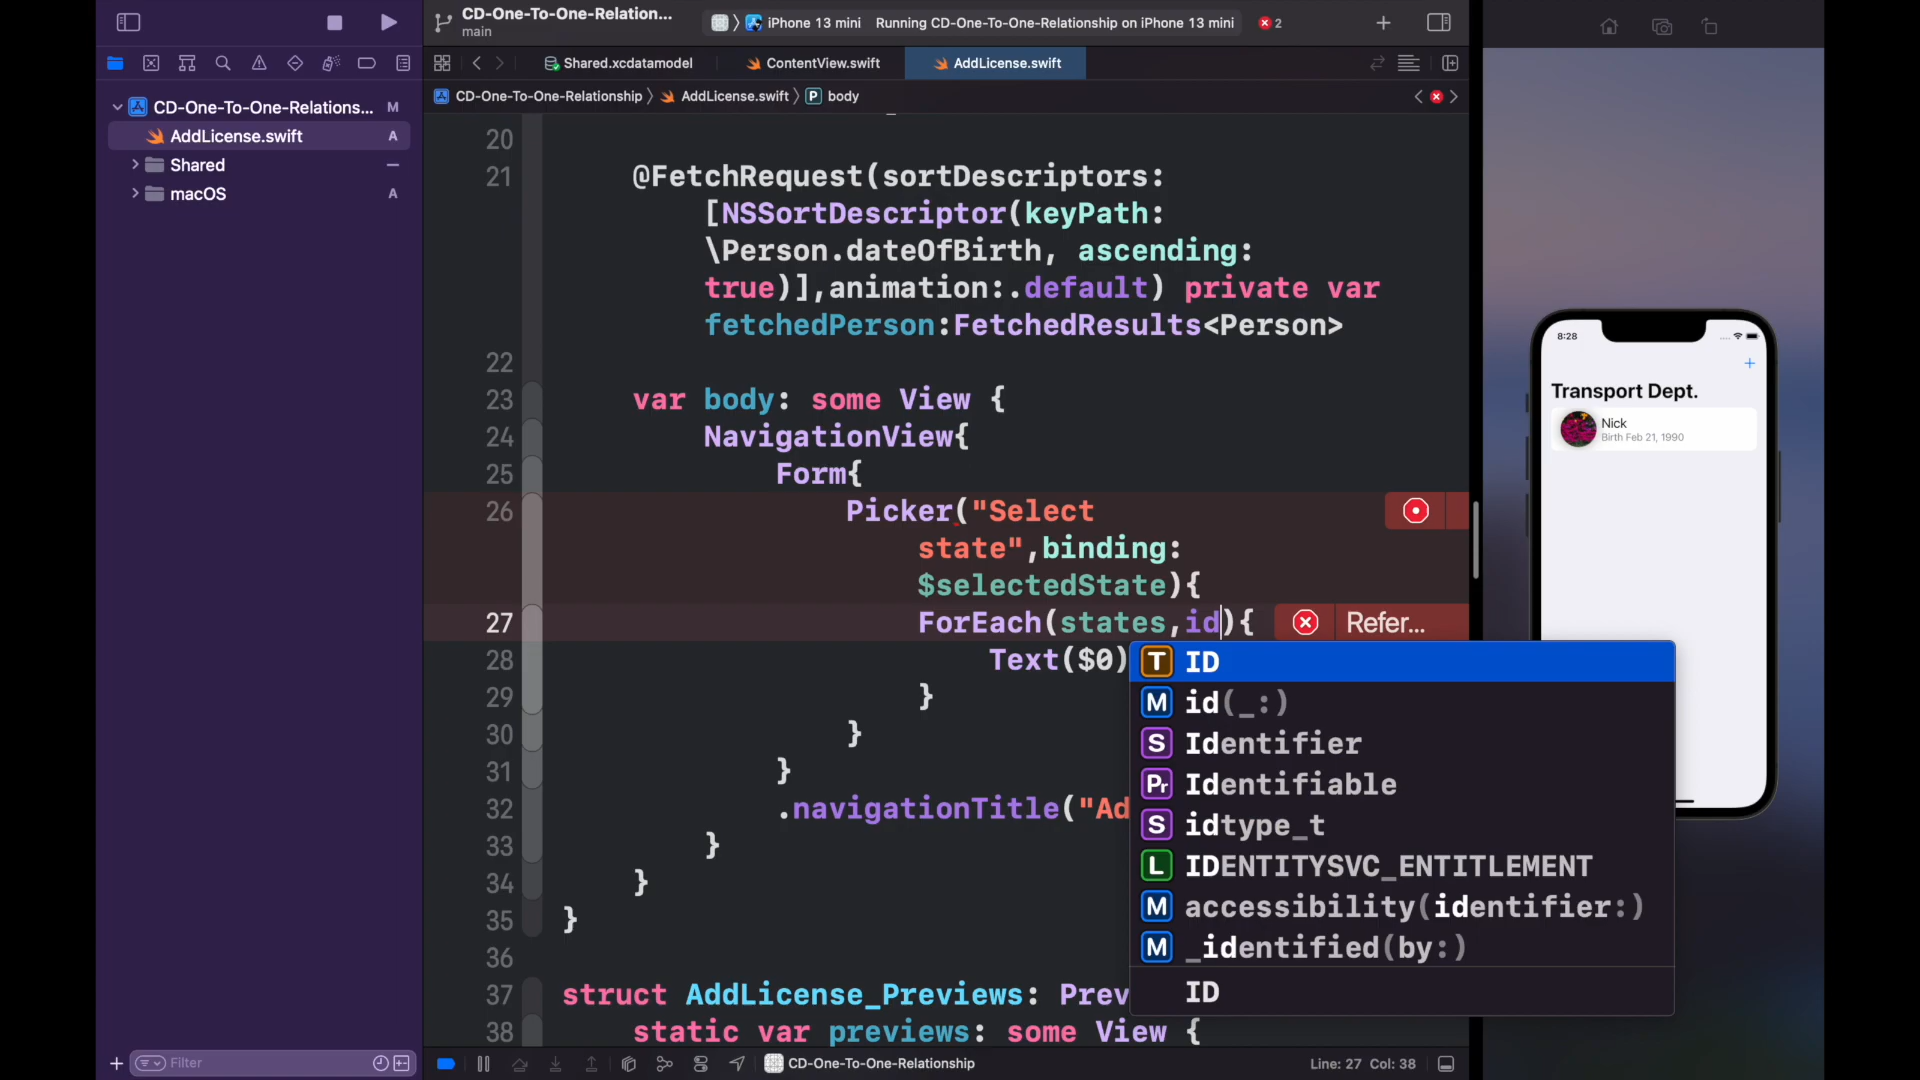 CD-One-To-One-Relation...
main
iPhone 13 mini
Running CD-One-To-One-Relationship on iPhone 13 mini
2
Shared.xcdatamodel
ContentView.swift
AddLicense.swift
CD-One-To-One-Relationship
AddLicense.swift
P body
CD-One-To-One-Relations... M
AddLicense.swift A
Shared
macOS A
20
21 @FetchRequest(sortDescriptors:
[NSSortDescriptor(keyPath:
\Person.dateOfBirth, ascending:
true)],animation:.default) private var
fetchedPerson:FetchedResults<Person>
22
23 var body: some View {
24 NavigationView{
25 Form{
26 Picker("Select
state",binding:
$selectedState){
27 ForEach(states,id){ Refer...
28 Text($0)
29 }
30 }
31 }
32 .navigationTitle("Ad
33 }
34 }
35 }
36
37 struct AddLicense_Previews: Prev
38 static var previews: some View {
T ID
M id(_:)
S Identifier
Pr Identifiable
S idtype_t
L IDENTITYSVC_ENTITLEMENT
M accessibility(identifier:)
M _identified(by:)
ID
8:28
Transport Dept.
Nick
Birth Feb 21, 1990
Filter
CD-One-To-One-Relationship
Line: 27 Col: 38